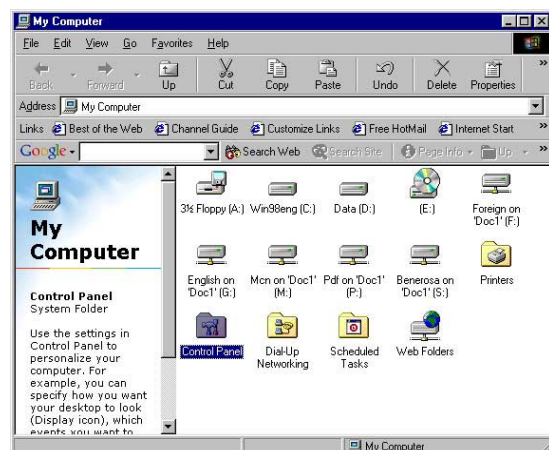 My Computer
File Edit View Go Favorites Help
Back Forward Up Cut Copy Paste Undo Delete Properties »
Address My Computer
Links Best of the Web Channel Guide Customize Links Free HotMail Internet Start »
Google Search Web Search Site Page Info Up »
3½ Floppy (A:) Win98eng (C:) Data (D:) (E:) Foreign on
'Doc1' (F:)
My
Computer
English on Mcn on 'Doc1' Pdf on 'Doc1' Benerosa on Printers
'Doc1' (G:) (M:) (P:) 'Doc1' (S:)
Control Panel
System Folder
Use the settings in
Control Panel to
personalize your
computer. For
example, you can
specify how you want
your desktop to look
(Display icon), which
events you want to
Control Panel Dial-Up Scheduled Web Folders
Networking Tasks
My Computer